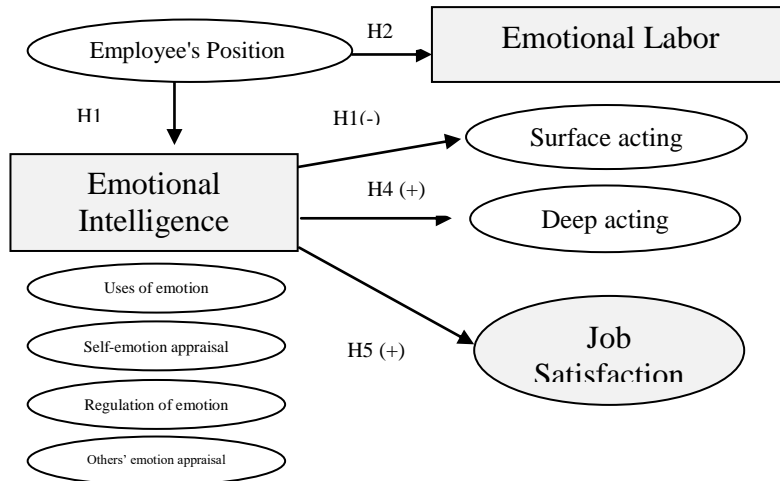 Employee's Position
H2
Emotional Labor
H1
H1(-)
Surface acting
Emotional
Intelligence
H4 (+)
Deep acting
Uses of emotion
Self-emotion appraisal
H5 (+)
Job
Satisfaction
Regulation of emotion
Others' emotion appraisal